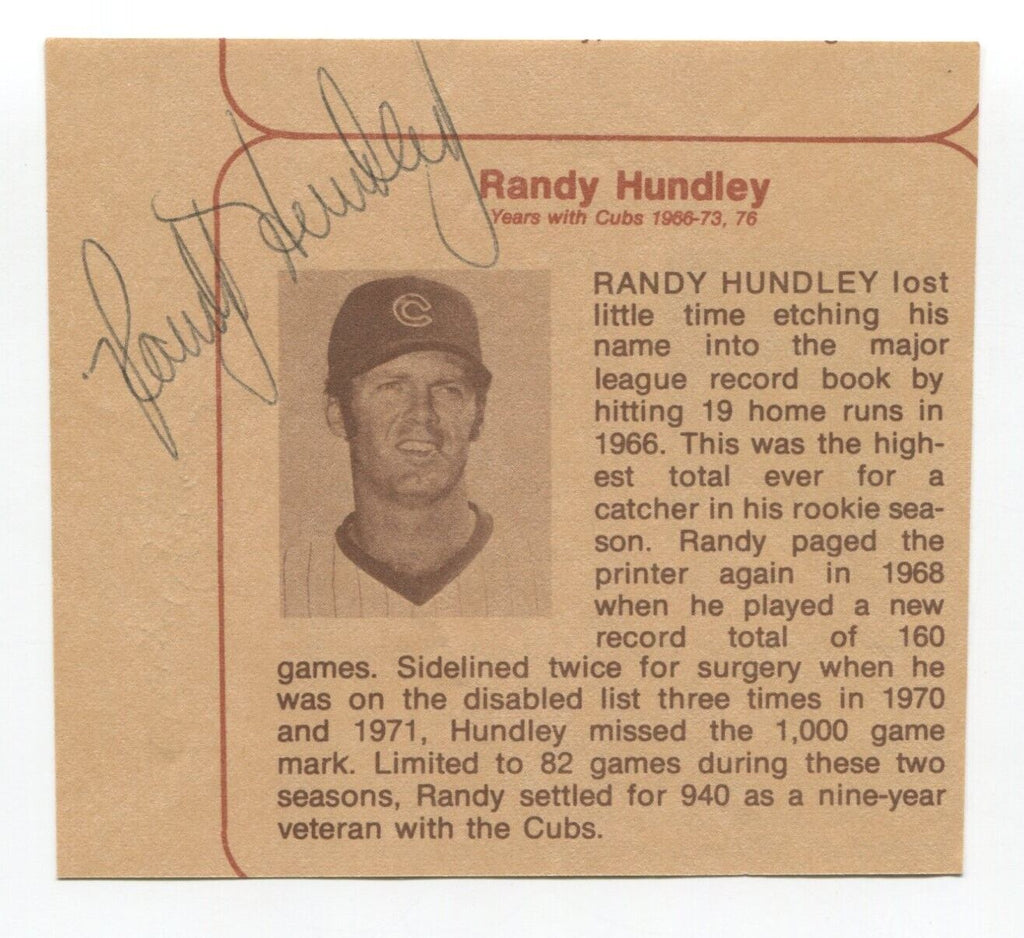 Randy Hundley
Randy Hundley
Years with Cubs 1966-73, 76
C
RANDY HUNDLEY lost
little time etching his
name into the major
league record book by
hitting 19 home runs in
1966. This was the high-
est total ever for a
catcher in his rookie sea-
son. Randy paged the
printer again in 1968
when he played a new
record total of 160
games. Sidelined twice for surgery when he
was on the disabled list three times in 1970
and 1971, Hundley missed the 1,000 game
mark. Limited to 82 games during these two
seasons, Randy settled for 940 as a nine-year
veteran with the Cubs.